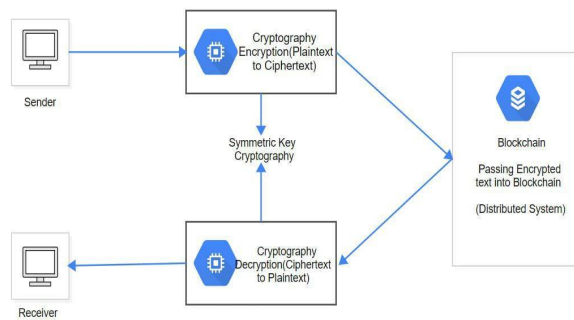 Sender
Cryptography
Encryption(Plaintext
to Ciphertext)
Symmetric Key
Cryptography
Blockchain
Passing Encrypted
text into Blockchain
(Distributed System)
Cryptography
Decryption(Ciphertext
to Plaintext)
Receiver